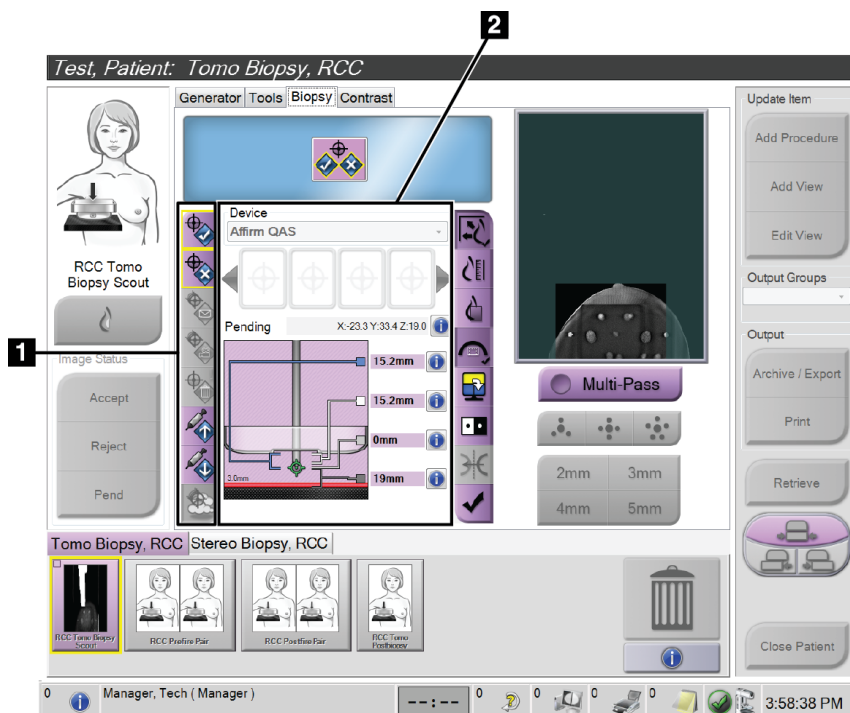 2
Test, Patient: Tomo Biopsy, RCC
Generator Tools Biopsy Contrast
Update Item
Add Procedure
Add View
Edit View
Output Groups
Output
Archive / Export
Print
Retrieve
Close Patient
RCC Tomo
Biopsy Scout
1
Image Status
Accept
Reject
Pend
Device
Affirm QAS
Pending X:-23.3 Y:33.4 Z:19.0
15.2mm
15.2mm
0mm
19mm
3.0mm
Multi-Pass
2mm 3mm
4mm 5mm
Tomo Biopsy, RCC Stereo Biopsy, RCC
RCC Tomo Biopsy
Scout
RCC Prefire Pair
RCC Postfire Pair
RCC Tomo
Postbiopsy
0 Manager, Tech ( Manager ) --:-- 0 0 0 0 3:58:38 PM